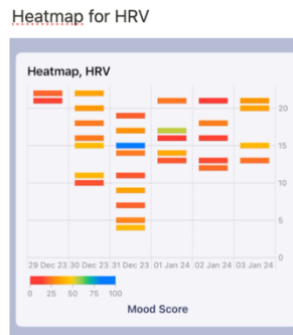 Heatmap for HRV
Heatmap, HRV
20
15
10
5
0
29 Dec 23 30 Dec 23 31 Dec 23 01 Jan 24 02 Jan 24 03 Jan 24
0 25 50 75 100
Mood Score